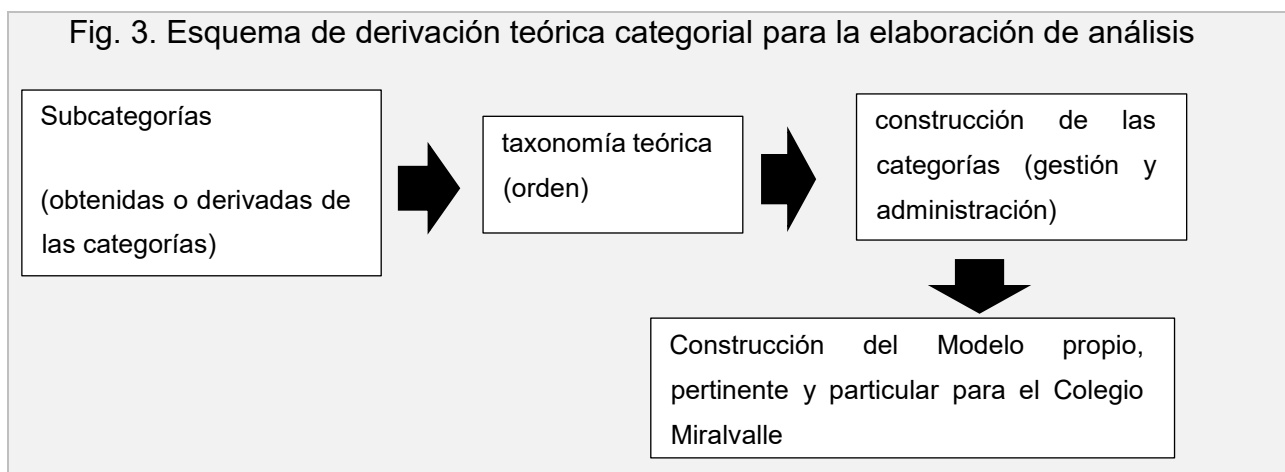 Fig. 3. Esquema de derivación teórica categorial para la elaboración de análisis
Subcategorías
(obtenidas o derivadas de
las categorías)
taxonomía teórica
(orden)
construcción de las
categorías (gestión y
administración)
Construcción del Modelo propio,
pertinente y particular para el Colegio
Miralvalle